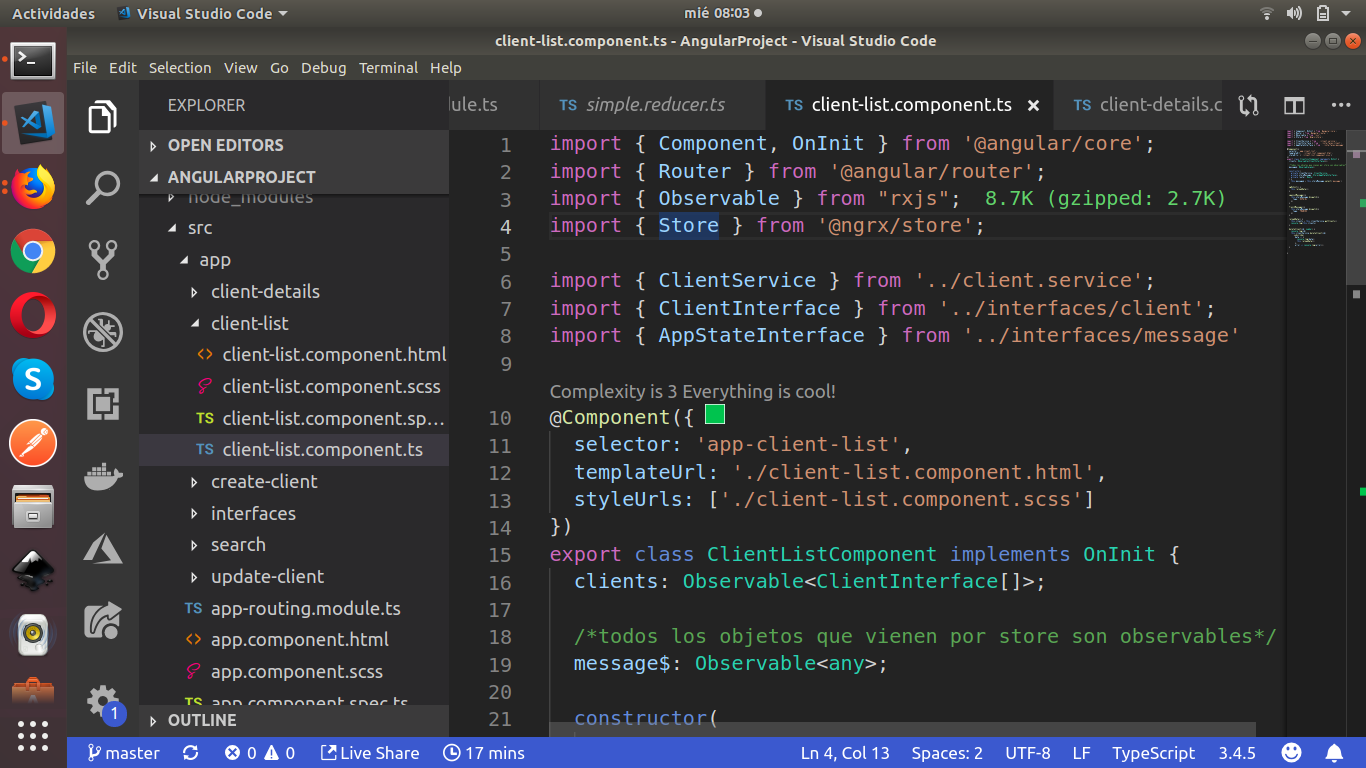 Actividades
Visual Studio Code
mié 08:03
client-list.component.ts - AngularProject - Visual Studio Code
File Edit Selection View Go Debug Terminal Help
EXPLORER
OPEN EDITORS
ANGULARPROJECT
node_modules
src
app
client-details
client-list
client-list.component.html
client-list.component.scss
TS client-list.component.sp...
TS client-list.component.ts
create-client
interfaces
search
update-client
TS app-routing.module.ts
app.component.html
app.component.scss
TS app.component.spec.ts
OUTLINE
1
ule.ts
TS simple.reducer.ts
TS client-list.component.ts
TS client-details.c
1 import { Component, OnInit } from '@angular/core';
2 import { Router } from '@angular/router';
3 import { Observable } from "rxjs"; 8.7K (gzipped: 2.7K)
4 import { Store } from '@ngrx/store';
5
6 import { ClientService } from '../client.service';
7 import { ClientInterface } from '../interfaces/client';
8 import { AppStateInterface } from '../interfaces/message'
9
Complexity is 3 Everything is cool!
10 @Component({
11 selector: 'app-client-list',
12 templateUrl: './client-list.component.html',
13 styleUrls: ['./client-list.component.scss']
14 })
15 export class ClientListComponent implements OnInit {
16 clients: Observable<ClientInterface[]>;
17
18 /*todos los objetos que vienen por store son observables*/
19 message$: Observable<any>;
20
21 constructor(
master
0 0
Live Share
17 mins
Ln 4, Col 13
Spaces: 2
UTF-8
LF
TypeScript
3.4.5